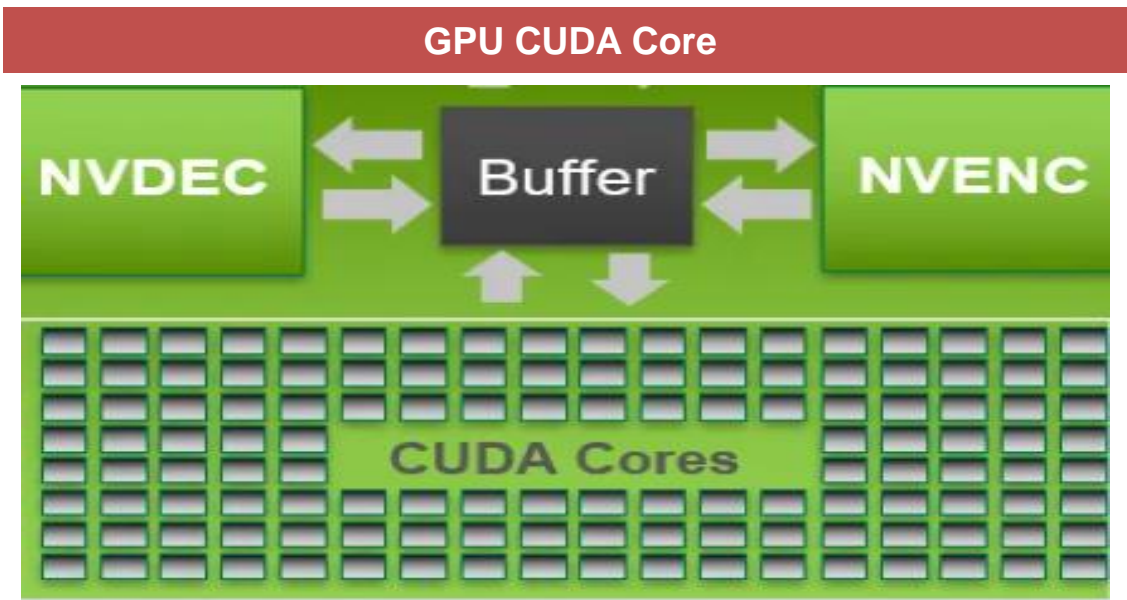 GPU CUDA Core
NVDEC
Buffer
NVENC
CUDA Cores